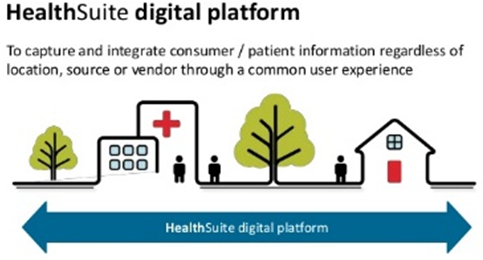 HealthSuite digital platform
To capture and integrate consumer / patient information regardless of
location, source or vendor through a common user experience
HealthSuite digital platform